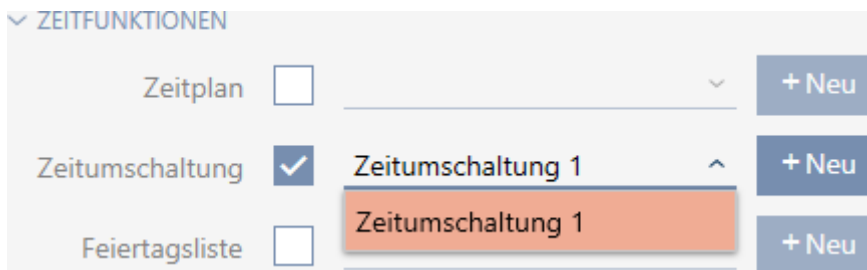 ZEITFUNKTIONEN
Zeitplan + Neu
Zeitumschaltung Zeitumschaltung 1 + Neu
Zeitumschaltung 1
Feiertagsliste + Neu